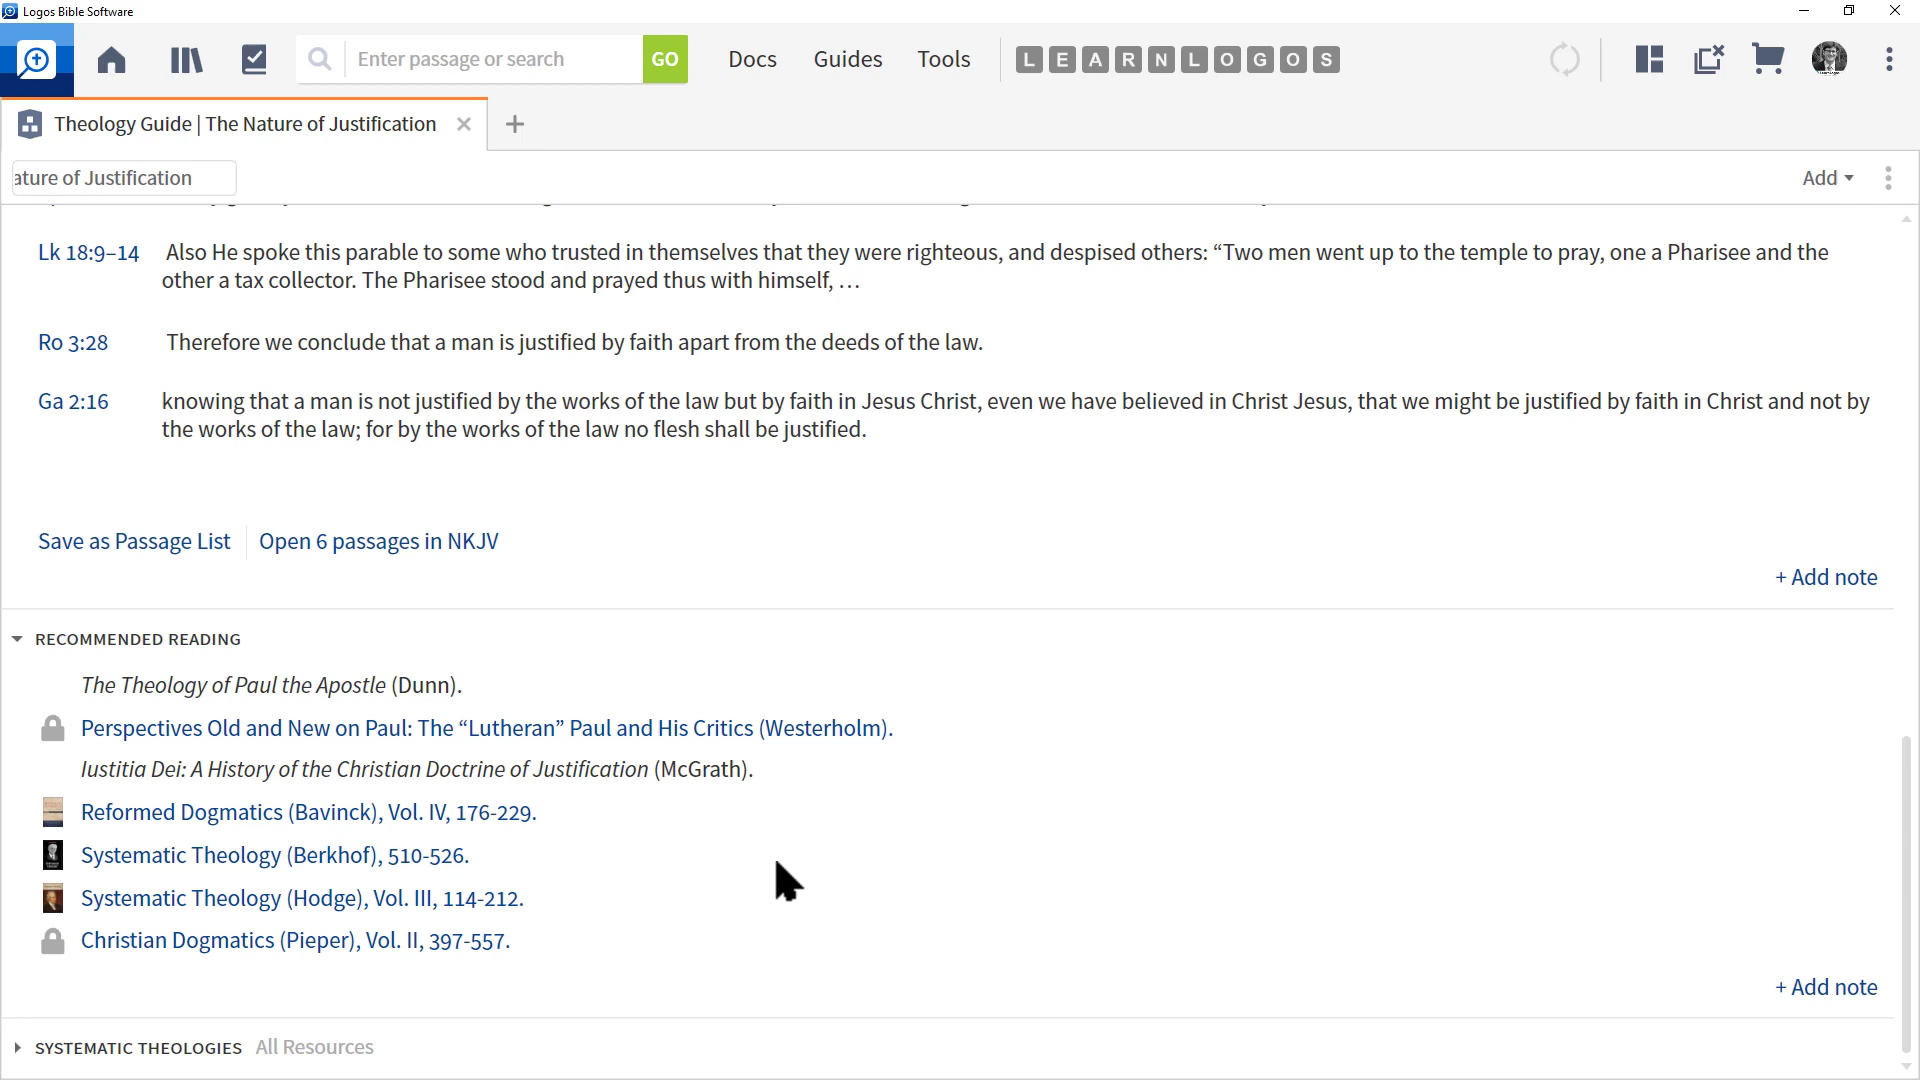 Logos Bible Software
Enter passage or search
GO
Docs
Guides
Tools
L E A R N L O G O S
Theology Guide | The Nature of Justification
ature of Justification
Add
Lk 18:9–14 Also He spoke this parable to some who trusted in themselves that they were righteous, and despised others: “Two men went up to the temple to pray, one a Pharisee and the
other a tax collector. The Pharisee stood and prayed thus with himself, …
Ro 3:28 Therefore we conclude that a man is justified by faith apart from the deeds of the law.
Ga 2:16 knowing that a man is not justified by the works of the law but by faith in Jesus Christ, even we have believed in Christ Jesus, that we might be justified by faith in Christ and not by
the works of the law; for by the works of the law no flesh shall be justified.
Save as Passage List
Open 6 passages in NKJV
+ Add note
RECOMMENDED READING
The Theology of Paul the Apostle (Dunn).
Perspectives Old and New on Paul: The “Lutheran” Paul and His Critics (Westerholm).
Iustitia Dei: A History of the Christian Doctrine of Justification (McGrath).
Reformed Dogmatics (Bavinck), Vol. IV, 176-229.
Systematic Theology (Berkhof), 510-526.
Systematic Theology (Hodge), Vol. III, 114-212.
Christian Dogmatics (Pieper), Vol. II, 397-557.
+ Add note
SYSTEMATIC THEOLOGIES All Resources